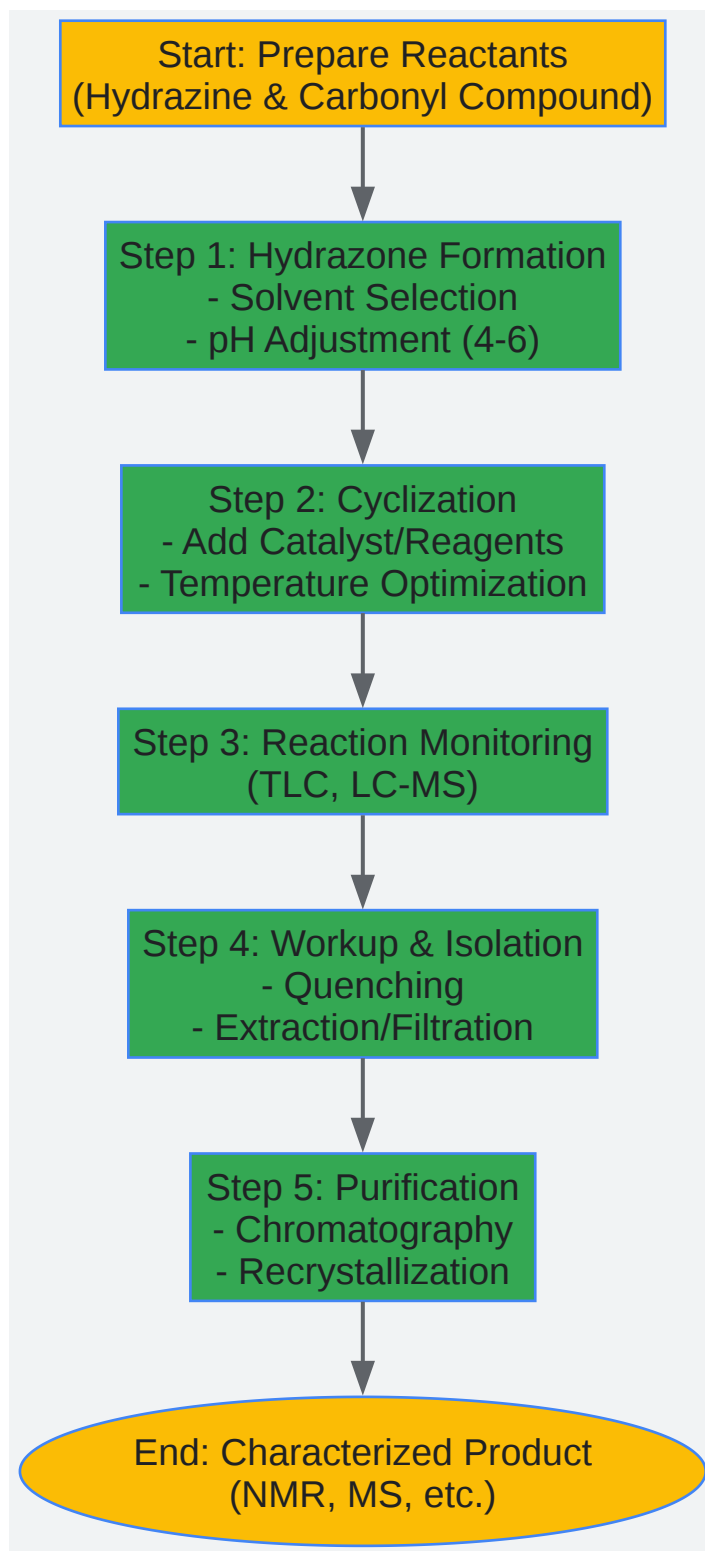 Start: Prepare Reactants
(Hydrazine & Carbonyl Compound)
Step 1: Hydrazone Formation
- Solvent Selection
- pH Adjustment (4-6)
Step 2: Cyclization
- Add Catalyst/Reagents
- Temperature Optimization
Step 3: Reaction Monitoring
(TLC, LC-MS)
Step 4: Workup & Isolation
- Quenching
- Extraction/Filtration
Step 5: Purification
- Chromatography
- Recrystallization
End: Characterized Product
(NMR, MS, etc.)